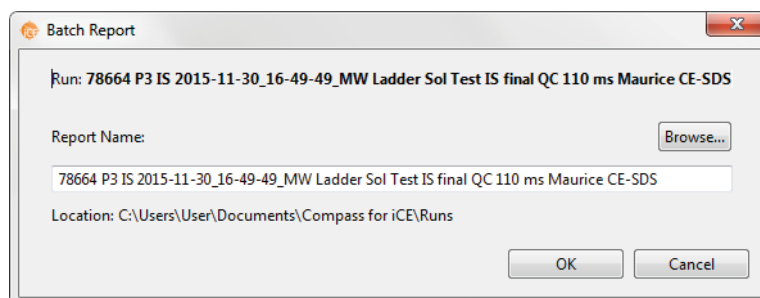 Batch Report
Run: 78664 P3 IS 2015-11-30_16-49-49_MW Ladder Sol Test IS final QC 110 ms Maurice CE-SDS
Report Name:
Browse...
78664 P3 IS 2015-11-30_16-49-49_MW Ladder Sol Test IS final QC 110 ms Maurice CE-SDS
Location: C:\Users\User\Documents\Compass for iCE\Runs
OK
Cancel